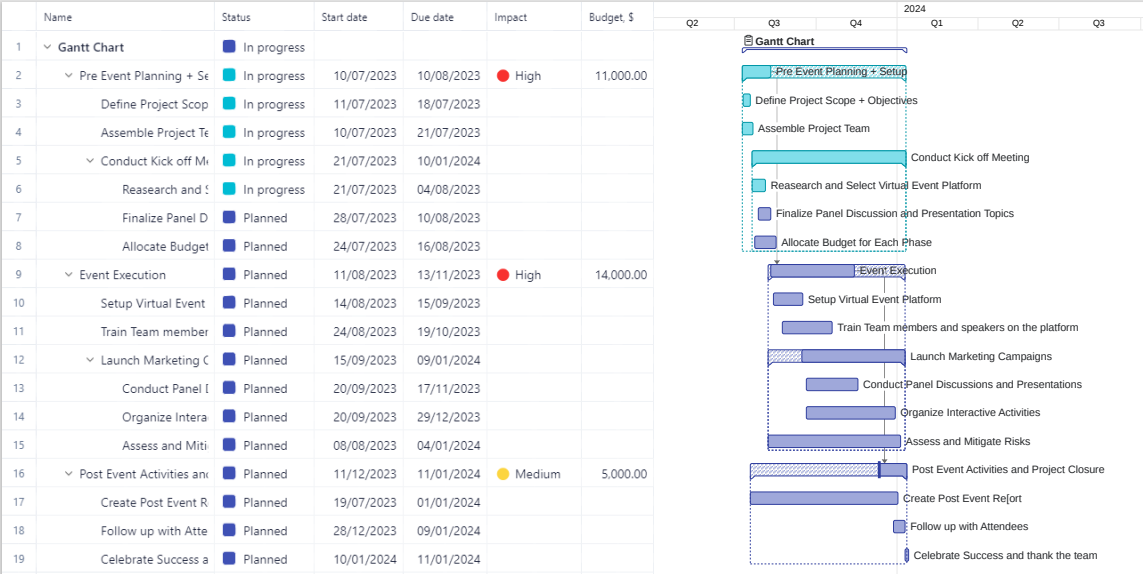 Name Status Start date Due date Impact Budget, $ 2024
Q2 Q3 Q4 Q1 Q2 Q3
1 Gantt Chart In progress Gantt Chart
2 Pre Event Planning + Se In progress 10/07/2023 10/08/2023 High 11,000.00 Pre Event Planning + Setup
3 Define Project Scop In progress 11/07/2023 18/07/2023 Define Project Scope + Objectives
4 Assemble Project Te In progress 10/07/2023 21/07/2023 Assemble Project Team
5 Conduct Kick off Me In progress 21/07/2023 10/01/2024 Conduct Kick off Meeting
6 Reasearch and S In progress 21/07/2023 04/08/2023 Reasearch and Select Virtual Event Platform
7 Finalize Panel D Planned 28/07/2023 10/08/2023 Finalize Panel Discussion and Presentation Topics
8 Allocate Budget Planned 24/07/2023 16/08/2023 Allocate Budget for Each Phase
9 Event Execution Planned 11/08/2023 13/11/2023 High 14,000.00 Event Execution
10 Setup Virtual Event Planned 14/08/2023 15/09/2023 Setup Virtual Event Platform
11 Train Team member Planned 24/08/2023 19/10/2023 Train Team members and speakers on the platform
12 Launch Marketing C Planned 15/09/2023 09/01/2024 Launch Marketing Campaigns
13 Conduct Panel D Planned 20/09/2023 17/11/2023 Conduct Panel Discussions and Presentations
14 Organize Intera Planned 20/09/2023 29/12/2023 Organize Interactive Activities
15 Assess and Miti Planned 08/08/2023 04/01/2024 Assess and Mitigate Risks
16 Post Event Activities and Planned 11/12/2023 11/01/2024 Medium 5,000.00 Post Event Activities and Project Closure
17 Create Post Event R Planned 19/07/2023 01/01/2024 Create Post Event Re[ort
18 Follow up with Atte Planned 28/12/2023 09/01/2024 Follow up with Attendees
19 Celebrate Success a Planned 10/01/2024 11/01/2024 Celebrate Success and thank the team